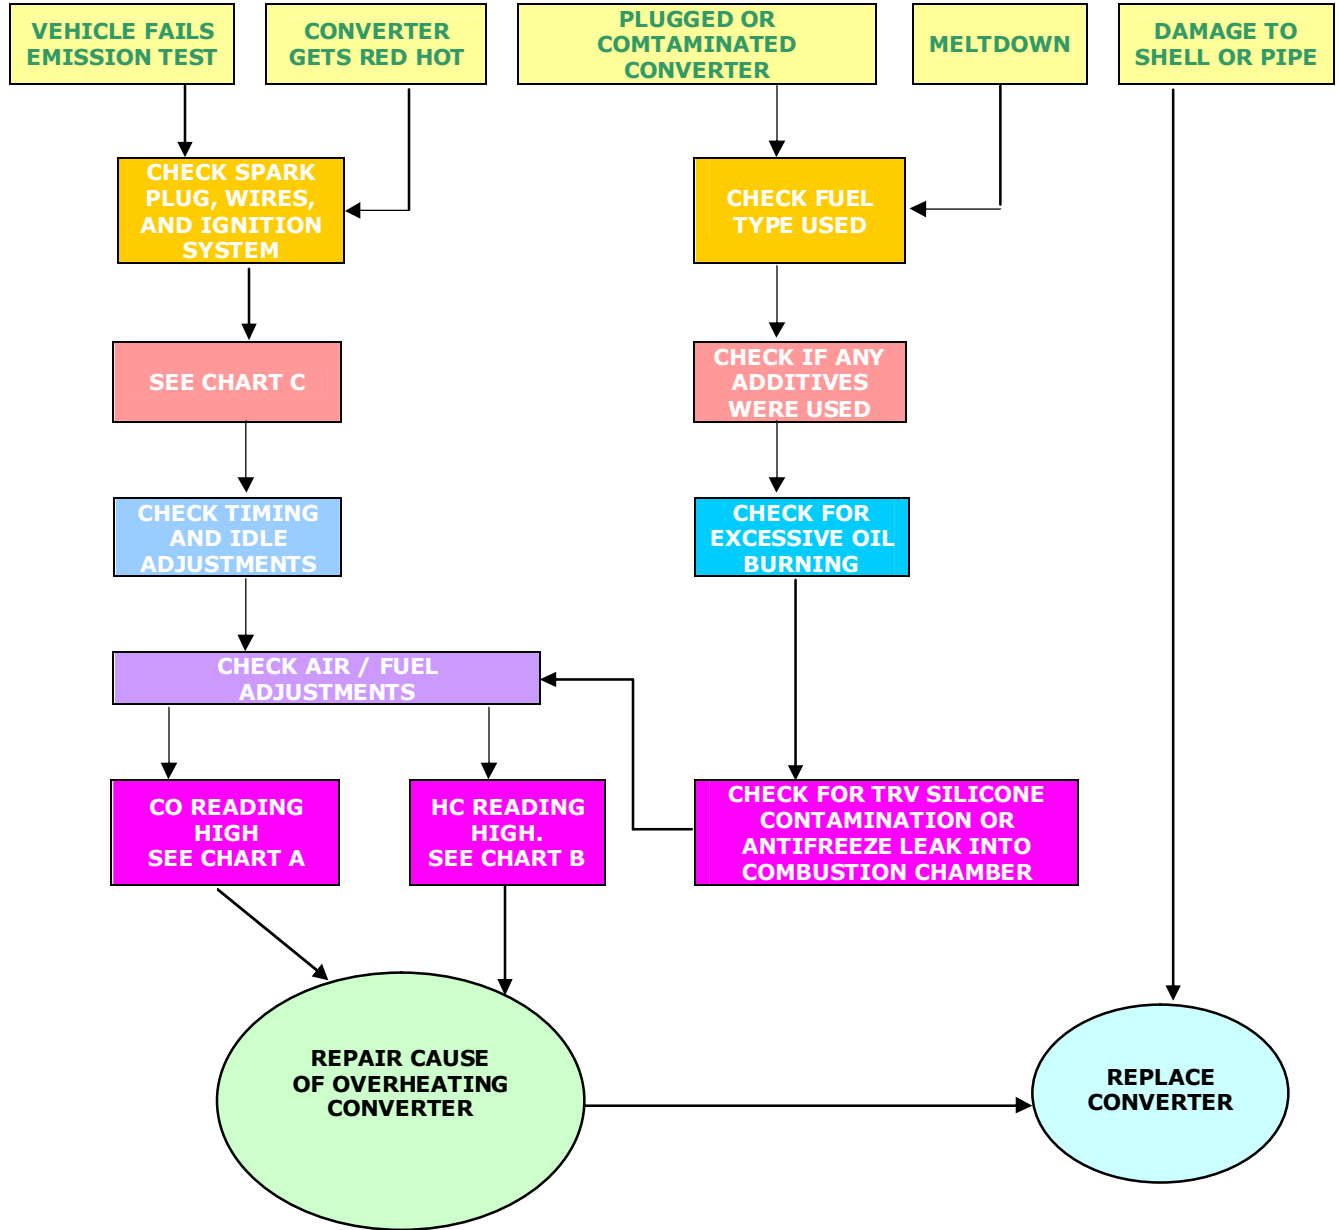 VEHICLE FAILS
EMISSION TEST
CONVERTER
GETS RED HOT
PLUGGED OR
COMTAMINATED
CONVERTER
MELTDOWN
DAMAGE TO
SHELL OR PIPE
CHECK SPARK
PLUG, WIRES,
AND IGNITION
SYSTEM
CHECK FUEL
TYPE USED
SEE CHART C
CHECK IF ANY
ADDITIVES
WERE USED
CHECK TIMING
AND IDLE
ADJUSTMENTS
CHECK FOR
EXCESSIVE OIL
BURNING
CHECK AIR / FUEL
ADJUSTMENTS
CO READING
HIGH
SEE CHART A
HC READING
HIGH.
SEE CHART B
CHECK FOR TRV SILICONE
CONTAMINATION OR
ANTIFREEZE LEAK INTO
COMBUSTION CHAMBER
REPAIR CAUSE
OF OVERHEATING
CONVERTER
REPLACE
CONVERTER